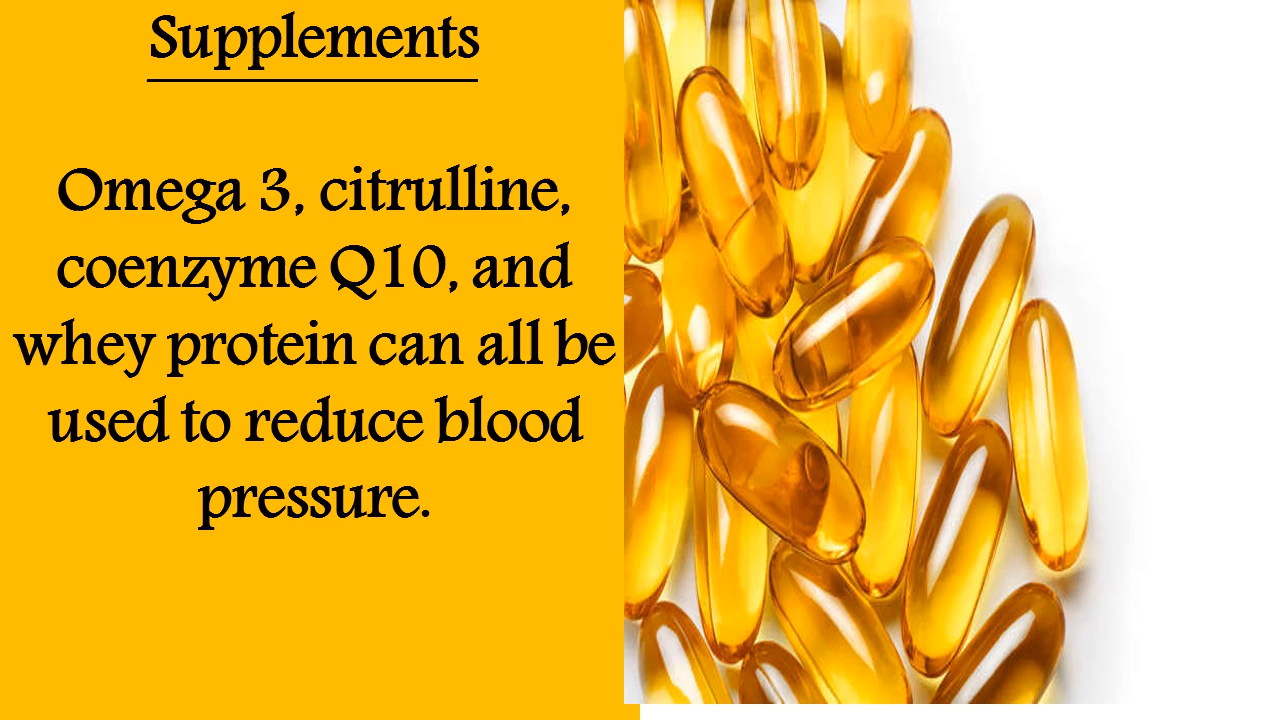 Supplements
Omega 3, citrulline,
coenzyme Q10, and
whey protein can all be
used to reduce blood
pressure.